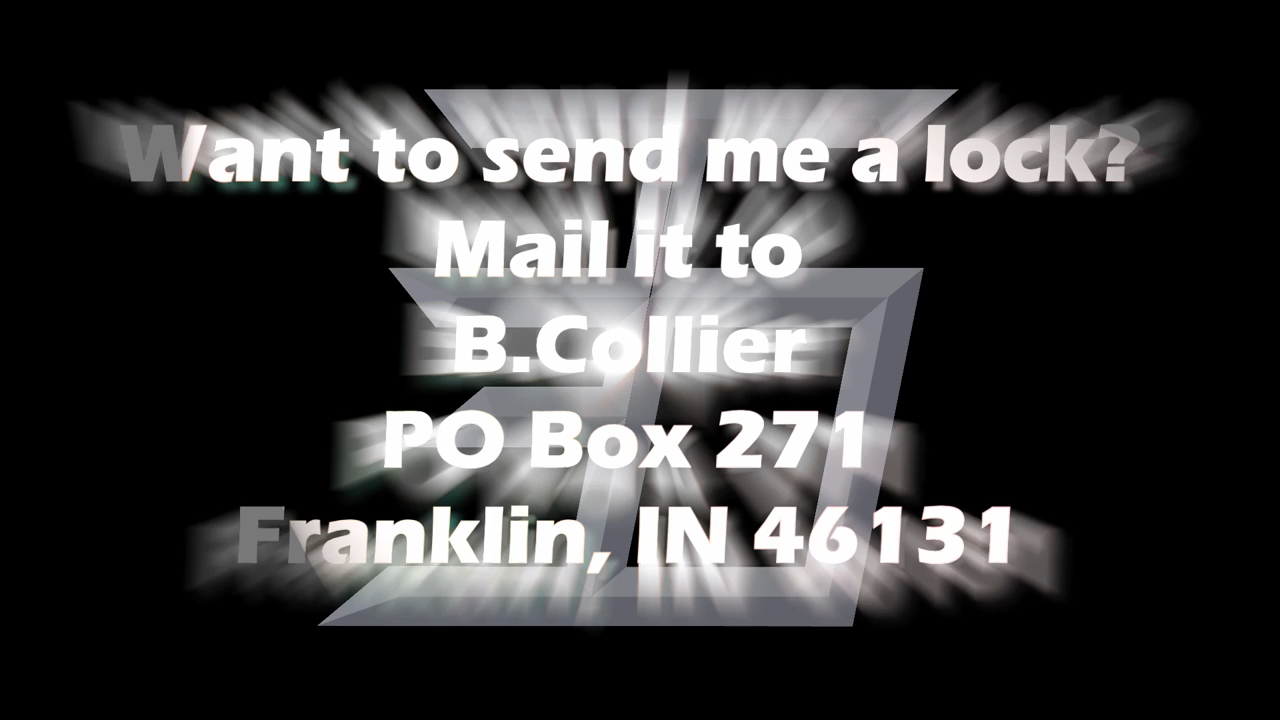 Want to send me a lock?
Mail it to
B.Collier
PO Box 271
Franklin, IN 46131